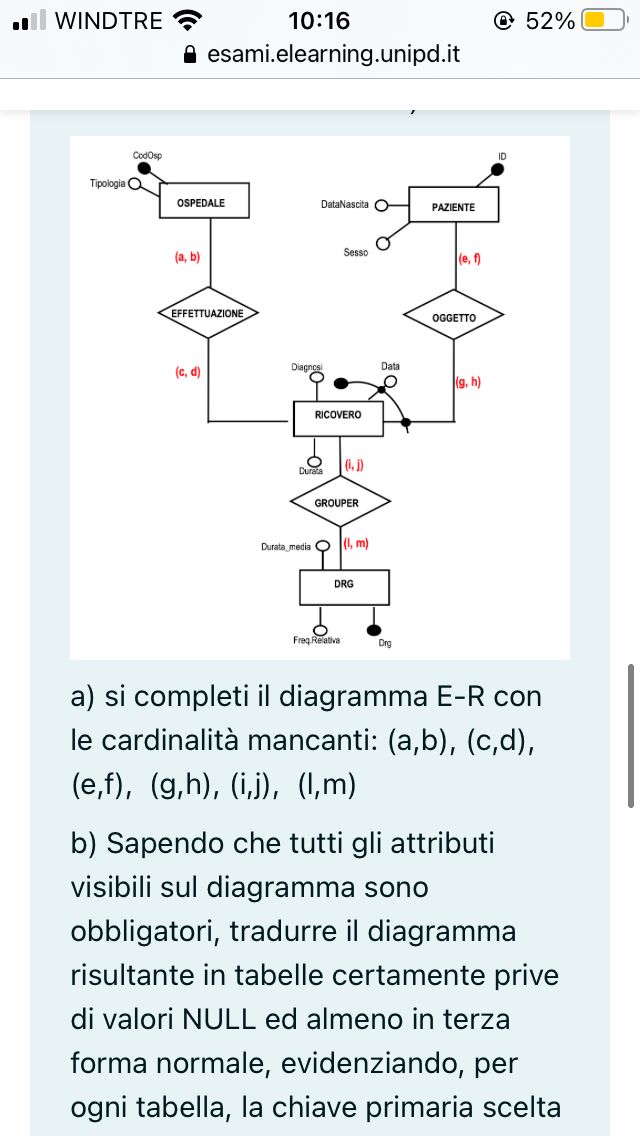 WINDTRE 10:16 52%
esami.elearning.unipd.it
CodOsp
ID
Tipologia
OSPEDALE
DataNascita
PAZIENTE
Sesso
(a, b)
(e, f)
EFFETTUAZIONE
OGGETTO
(c, d)
Diagnosi
Data
(g, h)
RICOVERO
Durata
(i, j)
GROUPER
Durata_media
(l, m)
DRG
Freq.Relativa
Drg
a) si completi il diagramma E-R con
le cardinalità mancanti: (a,b), (c,d),
(e,f), (g,h), (i,j), (l,m)
b) Sapendo che tutti gli attributi
visibili sul diagramma sono
obbligatori, tradurre il diagramma
risultante in tabelle certamente prive
di valori NULL ed almeno in terza
forma normale, evidenziando, per
ogni tabella, la chiave primaria scelta